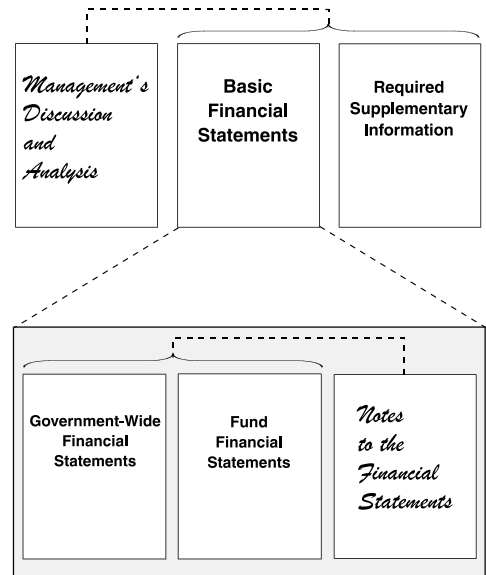 Management's
Discussion
and
Analysis
Basic
Financial
Statements
Required
Supplementary
Information
Government-Wide
Financial
Statements
Fund
Financial
Statements
Notes
to the
Financial
Statements